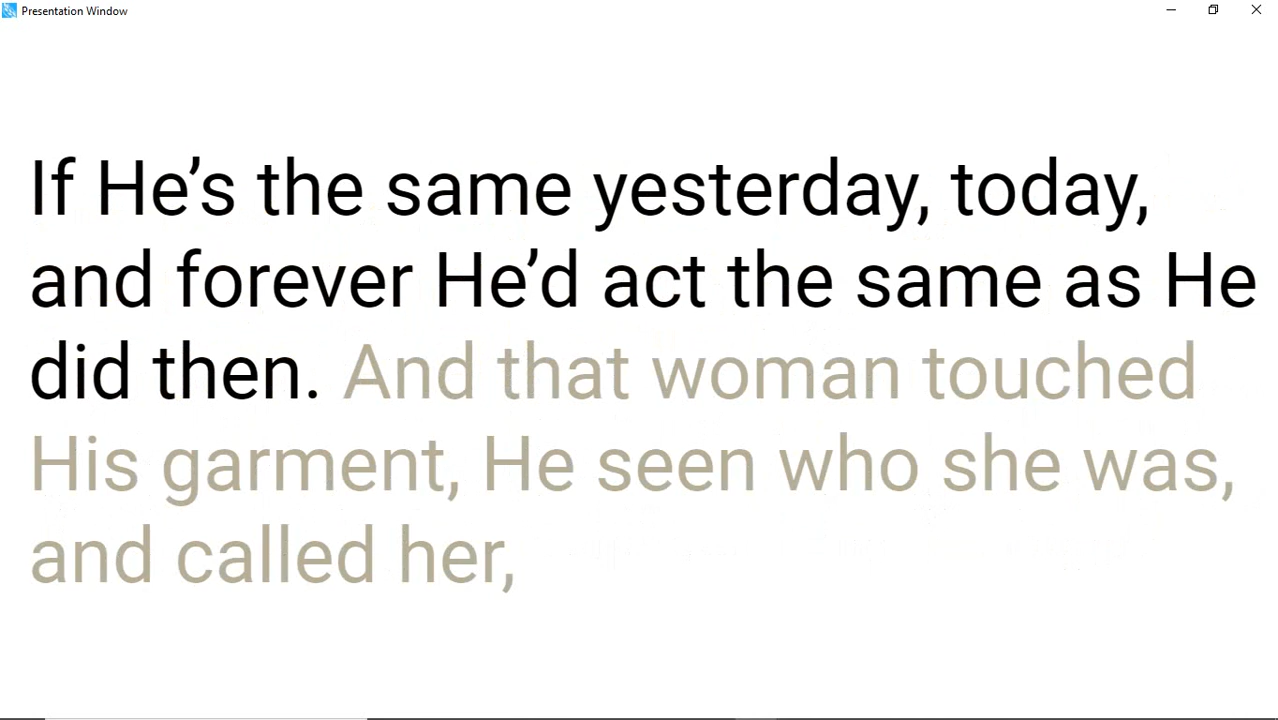 Presentation Window
If He’s the same yesterday, today,
and forever He’d act the same as He
did then. And that woman touched
His garment, He seen who she was,
and called her,